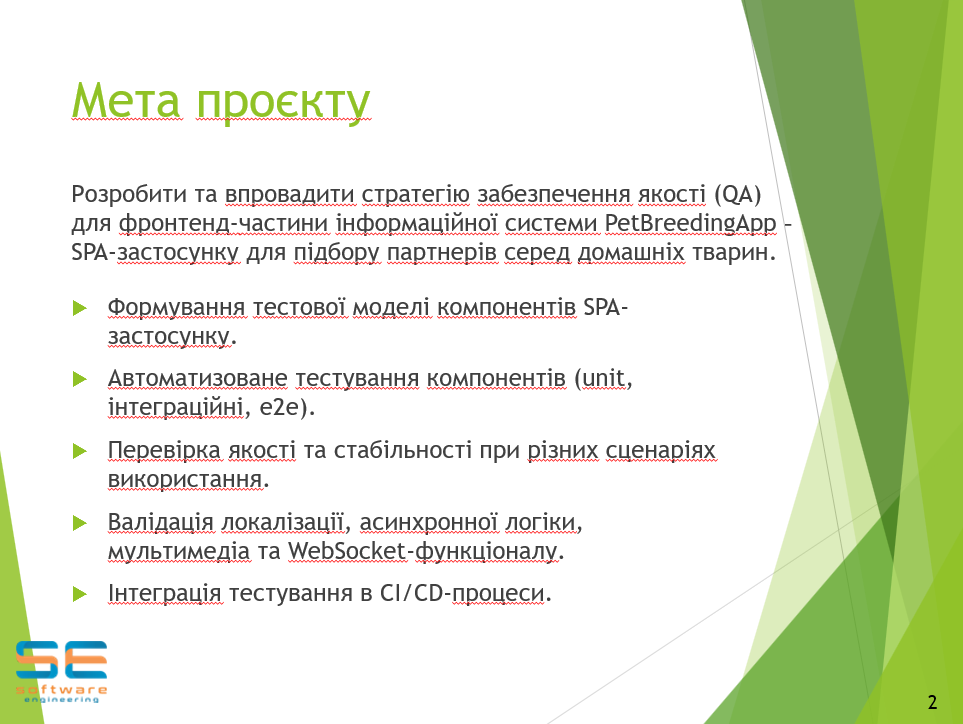 Мета проєкту
Розробити та впровадити стратегію забезпечення якості (QA)
для фронтенд-частини інформаційної системи PetBreedingApp –
SPA-застосунку для підбору партнерів серед домашніх тварин.
Формування тестової моделі компонентів SPA-
застосунку.
Автоматизоване тестування компонентів (unit,
інтеграційні, e2e).
Перевірка якості та стабільності при різних сценаріях
використання.
Валідація локалізації, асинхронної логіки,
мультимедіа та WebSocket-функціоналу.
Інтеграція тестування в CI/CD-процеси.
SE
software
engineering
2